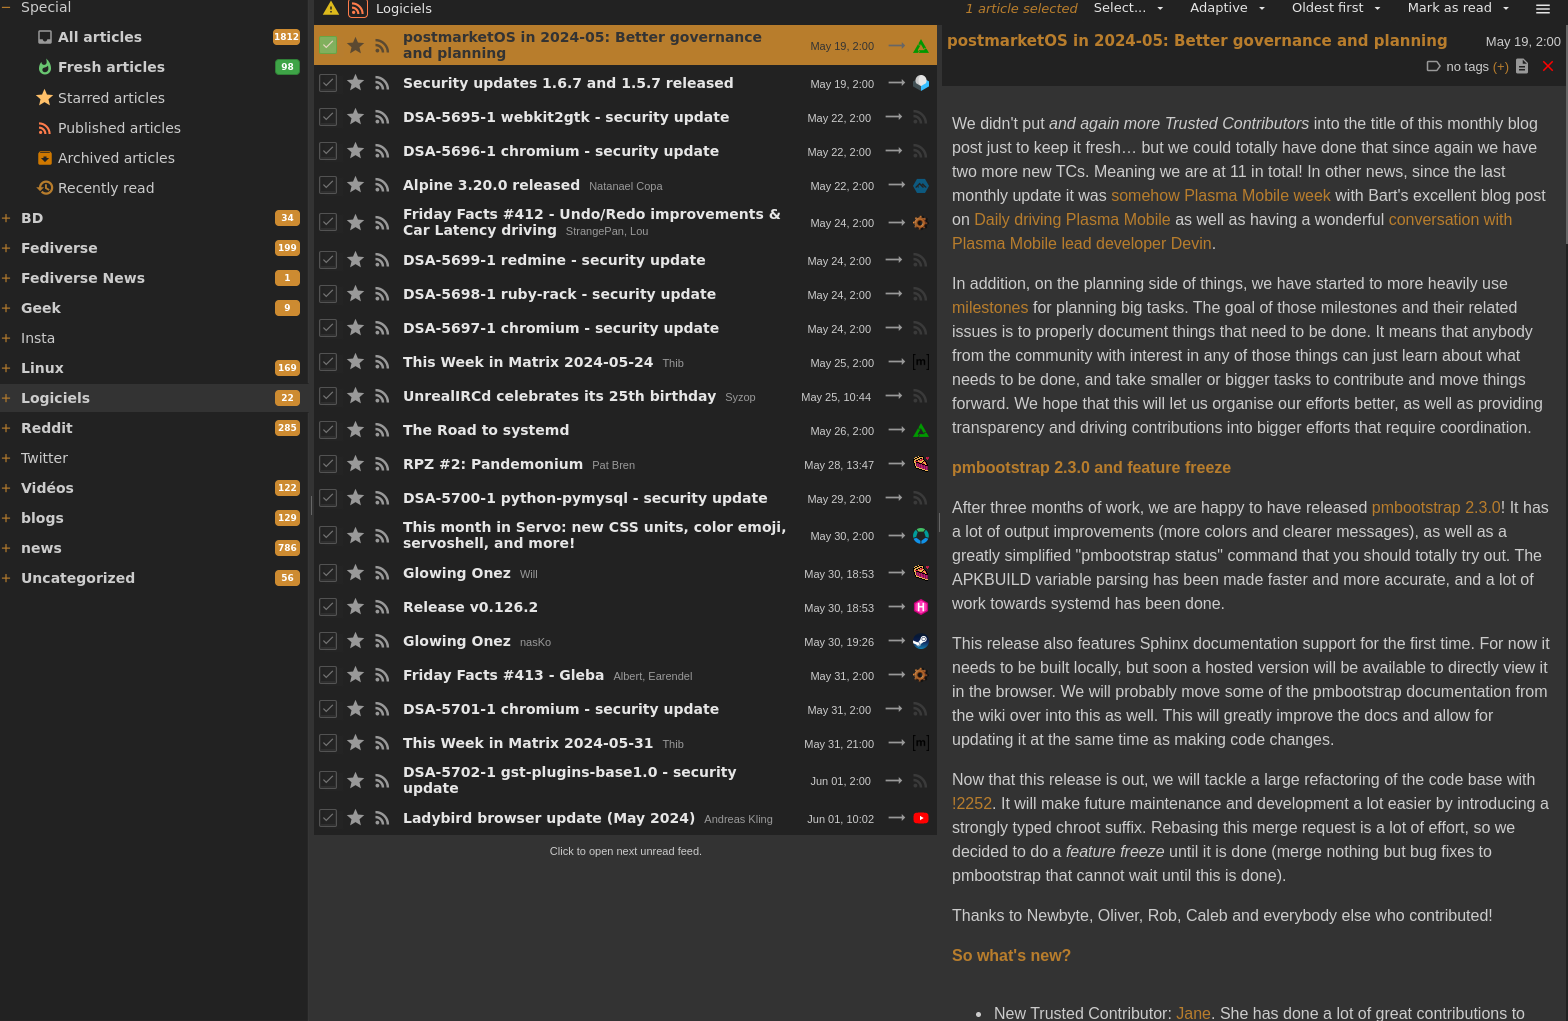 Special
All articles 1812
Fresh articles 98
Starred articles
Published articles
Archived articles
Recently read
BD 34
Fediverse 199
Fediverse News 1
Geek 9
Insta
Linux 169
Logiciels 22
Reddit 285
Twitter
Vidéos 122
blogs 129
news 786
Uncategorized 56
Logiciels
1 article selected Select... Adaptive Oldest first Mark as read
postmarketOS in 2024-05: Better governance
and planning May 19, 2:00
Security updates 1.6.7 and 1.5.7 released May 19, 2:00
DSA-5695-1 webkit2gtk - security update May 22, 2:00
DSA-5696-1 chromium - security update May 22, 2:00
Alpine 3.20.0 released Natanael Copa May 22, 2:00
Friday Facts #412 - Undo/Redo improvements &
Car Latency driving StrangePan, Lou May 24, 2:00
DSA-5699-1 redmine - security update May 24, 2:00
DSA-5698-1 ruby-rack - security update May 24, 2:00
DSA-5697-1 chromium - security update May 24, 2:00
This Week in Matrix 2024-05-24 Thib May 25, 2:00 [m]
UnrealIRCd celebrates its 25th birthday Syzop May 25, 10:44
The Road to systemd May 26, 2:00
RPZ #2: Pandemonium Pat Bren May 28, 13:47
DSA-5700-1 python-pymysql - security update May 29, 2:00
This month in Servo: new CSS units, color emoji,
servoshell, and more! May 30, 2:00
Glowing Onez Will May 30, 18:53
Release v0.126.2 May 30, 18:53 H
Glowing Onez nasKo May 30, 19:26
Friday Facts #413 - Gleba Albert, Earendel May 31, 2:00
DSA-5701-1 chromium - security update May 31, 2:00
This Week in Matrix 2024-05-31 Thib May 31, 21:00 [m]
DSA-5702-1 gst-plugins-base1.0 - security
update Jun 01, 2:00
Ladybird browser update (May 2024) Andreas Kling Jun 01, 10:02
Click to open next unread feed.
postmarketOS in 2024-05: Better governance and planning May 19, 2:00
no tags (+)
We didn't put and again more Trusted Contributors into the title of this monthly blog
post just to keep it fresh… but we could totally have done that since again we have
two more new TCs. Meaning we are at 11 in total! In other news, since the last
monthly update it was somehow Plasma Mobile week with Bart's excellent blog post
on Daily driving Plasma Mobile as well as having a wonderful conversation with
Plasma Mobile lead developer Devin.
In addition, on the planning side of things, we have started to more heavily use
milestones for planning big tasks. The goal of those milestones and their related
issues is to properly document things that need to be done. It means that anybody
from the community with interest in any of those things can just learn about what
needs to be done, and take smaller or bigger tasks to contribute and move things
forward. We hope that this will let us organise our efforts better, as well as providing
transparency and driving contributions into bigger efforts that require coordination.
pmbootstrap 2.3.0 and feature freeze
After three months of work, we are happy to have released pmbootstrap 2.3.0! It has
a lot of output improvements (more colors and clearer messages), as well as a
greatly simplified "pmbootstrap status" command that you should totally try out. The
APKBUILD variable parsing has been made faster and more accurate, and a lot of
work towards systemd has been done.
This release also features Sphinx documentation support for the first time. For now it
needs to be built locally, but soon a hosted version will be available to directly view it
in the browser. We will probably move some of the pmbootstrap documentation from
the wiki over into this as well. This will greatly improve the docs and allow for
updating it at the same time as making code changes.
Now that this release is out, we will tackle a large refactoring of the code base with
!2252. It will make future maintenance and development a lot easier by introducing a
strongly typed chroot suffix. Rebasing this merge request is a lot of effort, so we
decided to do a feature freeze until it is done (merge nothing but bug fixes to
pmbootstrap that cannot wait until this is done).
Thanks to Newbyte, Oliver, Rob, Caleb and everybody else who contributed!
So what's new?
• New Trusted Contributor: Jane. She has done a lot of great contributions to